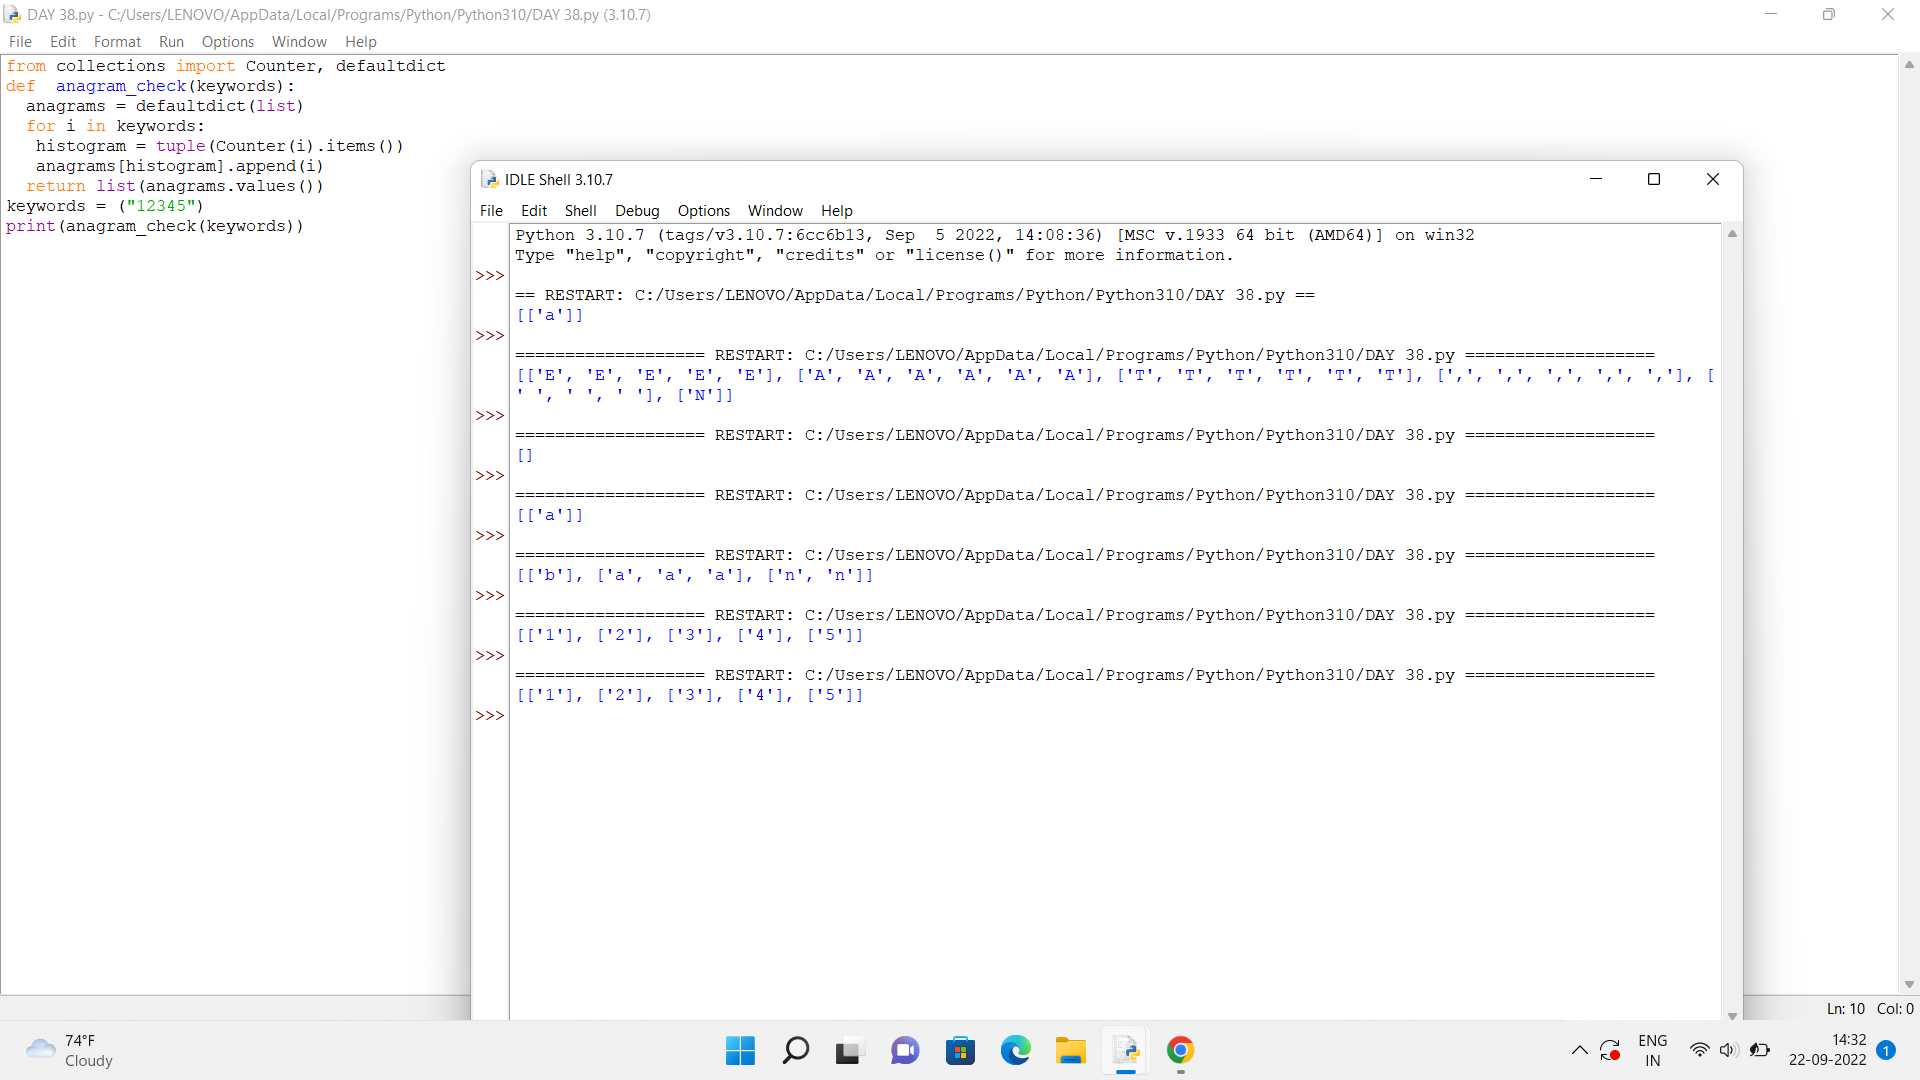 DAY 38.py - C:/Users/LENOVO/AppData/Local/Programs/Python/Python310/DAY 38.py (3.10.7)
File Edit Format Run Options Window Help
from collections import Counter, defaultdict
def  anagram_check(keywords):
  anagrams = defaultdict(list)
  for i in keywords:
   histogram = tuple(Counter(i).items())
   anagrams[histogram].append(i)
  return list(anagrams.values())
keywords = ("12345")
print(anagram_check(keywords))
IDLE Shell 3.10.7
File Edit Shell Debug Options Window Help
Python 3.10.7 (tags/v3.10.7:6cc6b13, Sep  5 2022, 14:08:36) [MSC v.1933 64 bit (AMD64)] on win32
Type "help", "copyright", "credits" or "license()" for more information.
>>>
== RESTART: C:/Users/LENOVO/AppData/Local/Programs/Python/Python310/DAY 38.py ==
[['a']]
>>>
=================== RESTART: C:/Users/LENOVO/AppData/Local/Programs/Python/Python310/DAY 38.py ===================
[['E', 'E', 'E', 'E', 'E'], ['A', 'A', 'A', 'A', 'A', 'A'], ['T', 'T', 'T', 'T', 'T', 'T'], [',', ',', ',', ',', ','], [
' ', ' ', ' '], ['N']]
>>>
=================== RESTART: C:/Users/LENOVO/AppData/Local/Programs/Python/Python310/DAY 38.py ===================
[]
>>>
=================== RESTART: C:/Users/LENOVO/AppData/Local/Programs/Python/Python310/DAY 38.py ===================
[['a']]
>>>
=================== RESTART: C:/Users/LENOVO/AppData/Local/Programs/Python/Python310/DAY 38.py ===================
[['b'], ['a', 'a', 'a'], ['n', 'n']]
>>>
=================== RESTART: C:/Users/LENOVO/AppData/Local/Programs/Python/Python310/DAY 38.py ===================
[['1'], ['2'], ['3'], ['4'], ['5']]
>>>
=================== RESTART: C:/Users/LENOVO/AppData/Local/Programs/Python/Python310/DAY 38.py ===================
[['1'], ['2'], ['3'], ['4'], ['5']]
>>>
Ln: 10 Col: 0
74°F
Cloudy
ENG
IN
14:32
22-09-2022
1